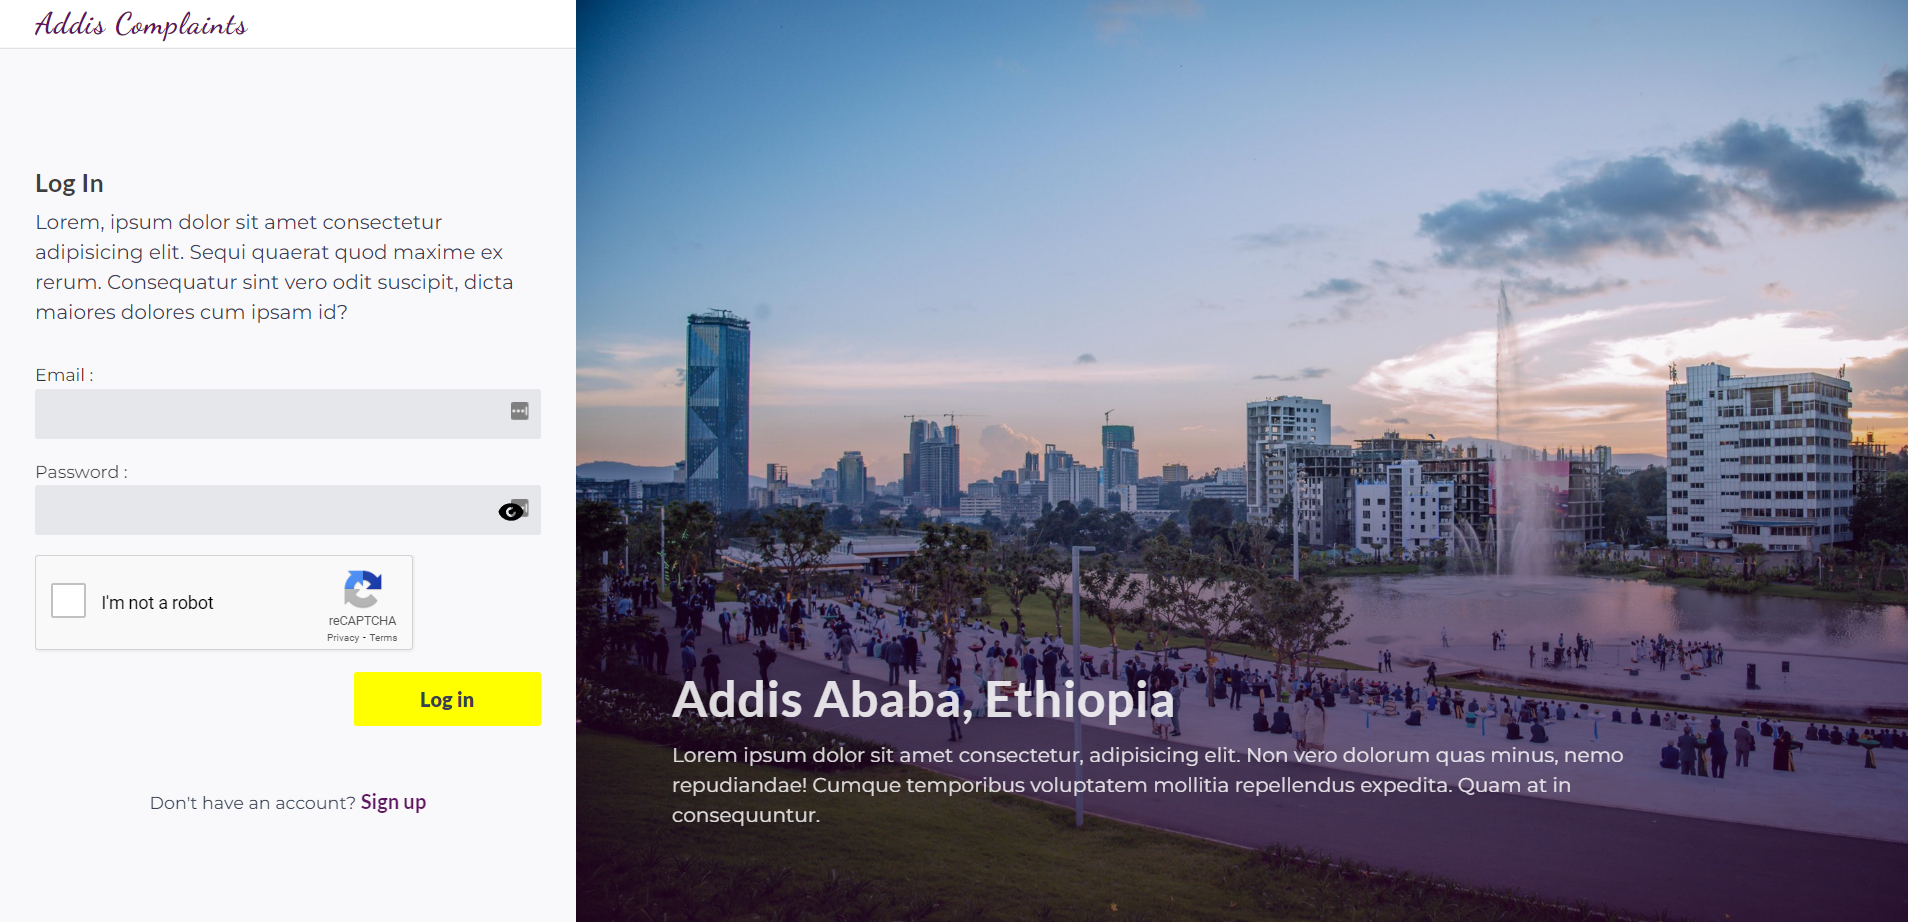 Addis Complaints
Log In
Lorem, ipsum dolor sit amet consectetur
adipisicing elit. Sequi quaerat quod maxime ex
rerum. Consequatur sint vero odit suscipit, dicta
maiores dolores cum ipsam id?
Email :
Password :
I'm not a robot
reCAPTCHA
Privacy - Terms
Log in
Don't have an account? Sign up
Addis Ababa, Ethiopia
Lorem ipsum dolor sit amet consectetur, adipisicing elit. Non vero dolorum quas minus, nemo
repudiandae! Cumque temporibus voluptatem mollitia repellendus expedita. Quam at in
consequuntur.